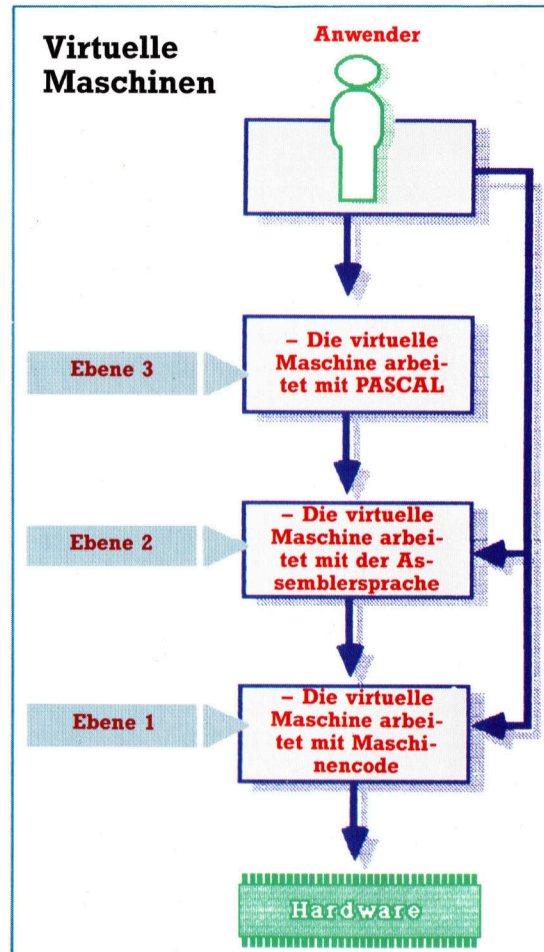 Virtuelle
Maschinen
Anwender
Ebene 3
– Die virtuelle
Maschine arbei-
tet mit PASCAL
Ebene 2
– Die virtuelle
Maschine arbei-
tet mit der As-
semblersprache
Ebene 1
– Die virtuelle
Maschine arbei-
tet mit Maschi-
nencode
Hardware